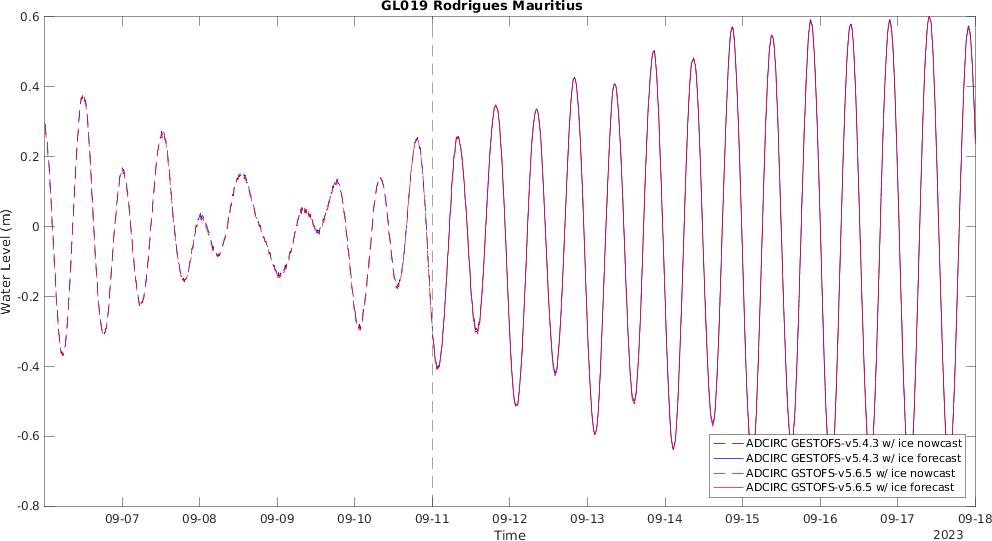 GL019 Rodrigues Mauritius
0.6
0.4
0.2
0
-0.2
-0.4
-0.6
-0.8
Water Level (m)
ADCIRC GESTOFS-v5.4.3 w/ ice nowcast
ADCIRC GESTOFS-v5.4.3 w/ ice forecast
ADCIRC GSTOFS-v5.6.5 w/ ice nowcast
ADCIRC GSTOFS-v5.6.5 w/ ice forecast
09-07 09-08 09-09 09-10 09-11 09-12 09-13 09-14 09-15 09-16 09-17 09-18
Time
2023